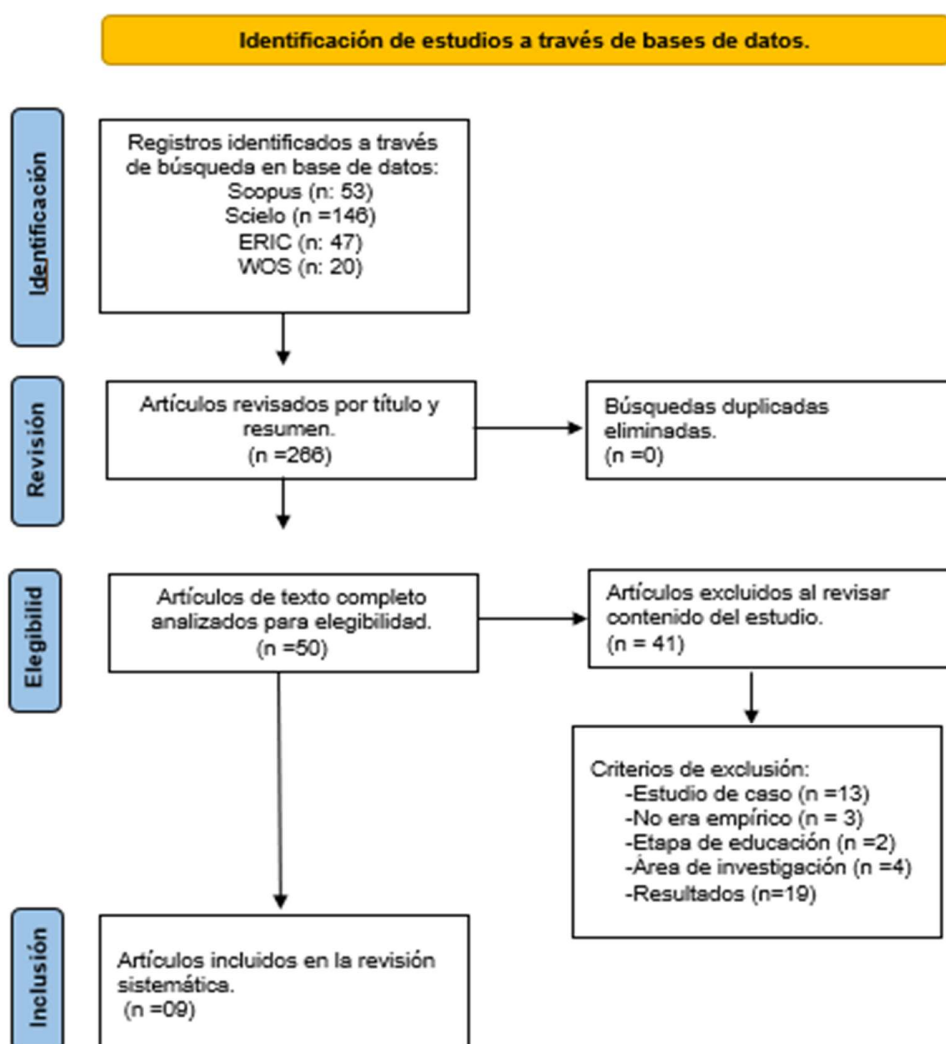 Identificación de estudios a través de bases de datos.
Identificación
Registros identificados a través
de búsqueda en base de datos:
Scopus (n: 53)
Scielo (n =146)
ERIC (n: 47)
WOS (n: 20)
Revisión
Artículos revisados por título y
resumen.
(n =266)
Búsquedas duplicadas
eliminadas.
(n =0)
Elegibilid
Artículos de texto completo
analizados para elegibilidad.
(n =50)
Artículos excluidos al revisar
contenido del estudio.
(n = 41)
Criterios de exclusión:
-Estudio de caso (n =13)
-No era empírico (n = 3)
-Etapa de educación (n =2)
-Área de investigación (n =4)
-Resultados (n=19)
Inclusión
Artículos incluidos en la revisión
sistemática.
(n =09)